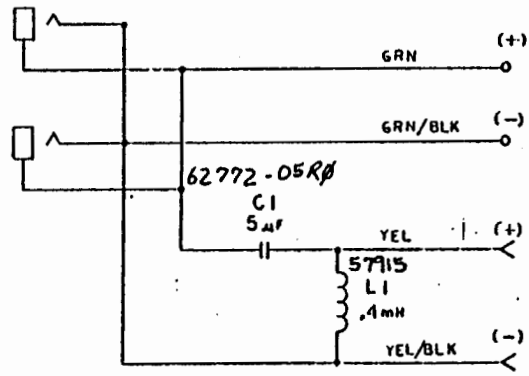 (+)
GRN
(-)
GRN/BLK
62772-05RØ
C1
5µF
YEL
(+)
57915
L1
.4mH
(-)
YEL/BLK